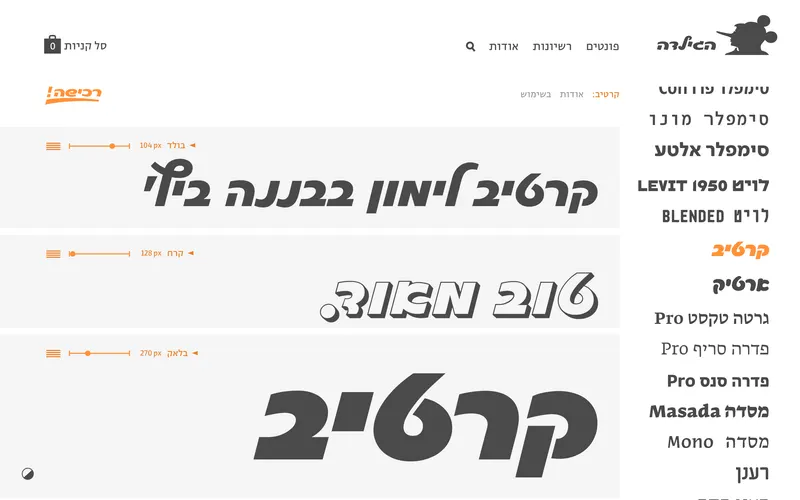 הגילדה
פונטים רשיונות אודות
סל קניות 0
סימפלר מונו
סימפלר אלטע
לויט LEVIT 1950
לויט BLENDED
קרטיב
ארטיק
גרטה טקסט Pro
פדרה סריף Pro
פדרה סנס Pro
מסדה Masada
מסדה Mono
רענן
קרטיב: אודות בשימוש
רכישה!
בולד 104 px
קרטיב לימון בבננה ביץ׳
קרח 128 px
טוב מאוד.
בלאק 270 px
קרטיב